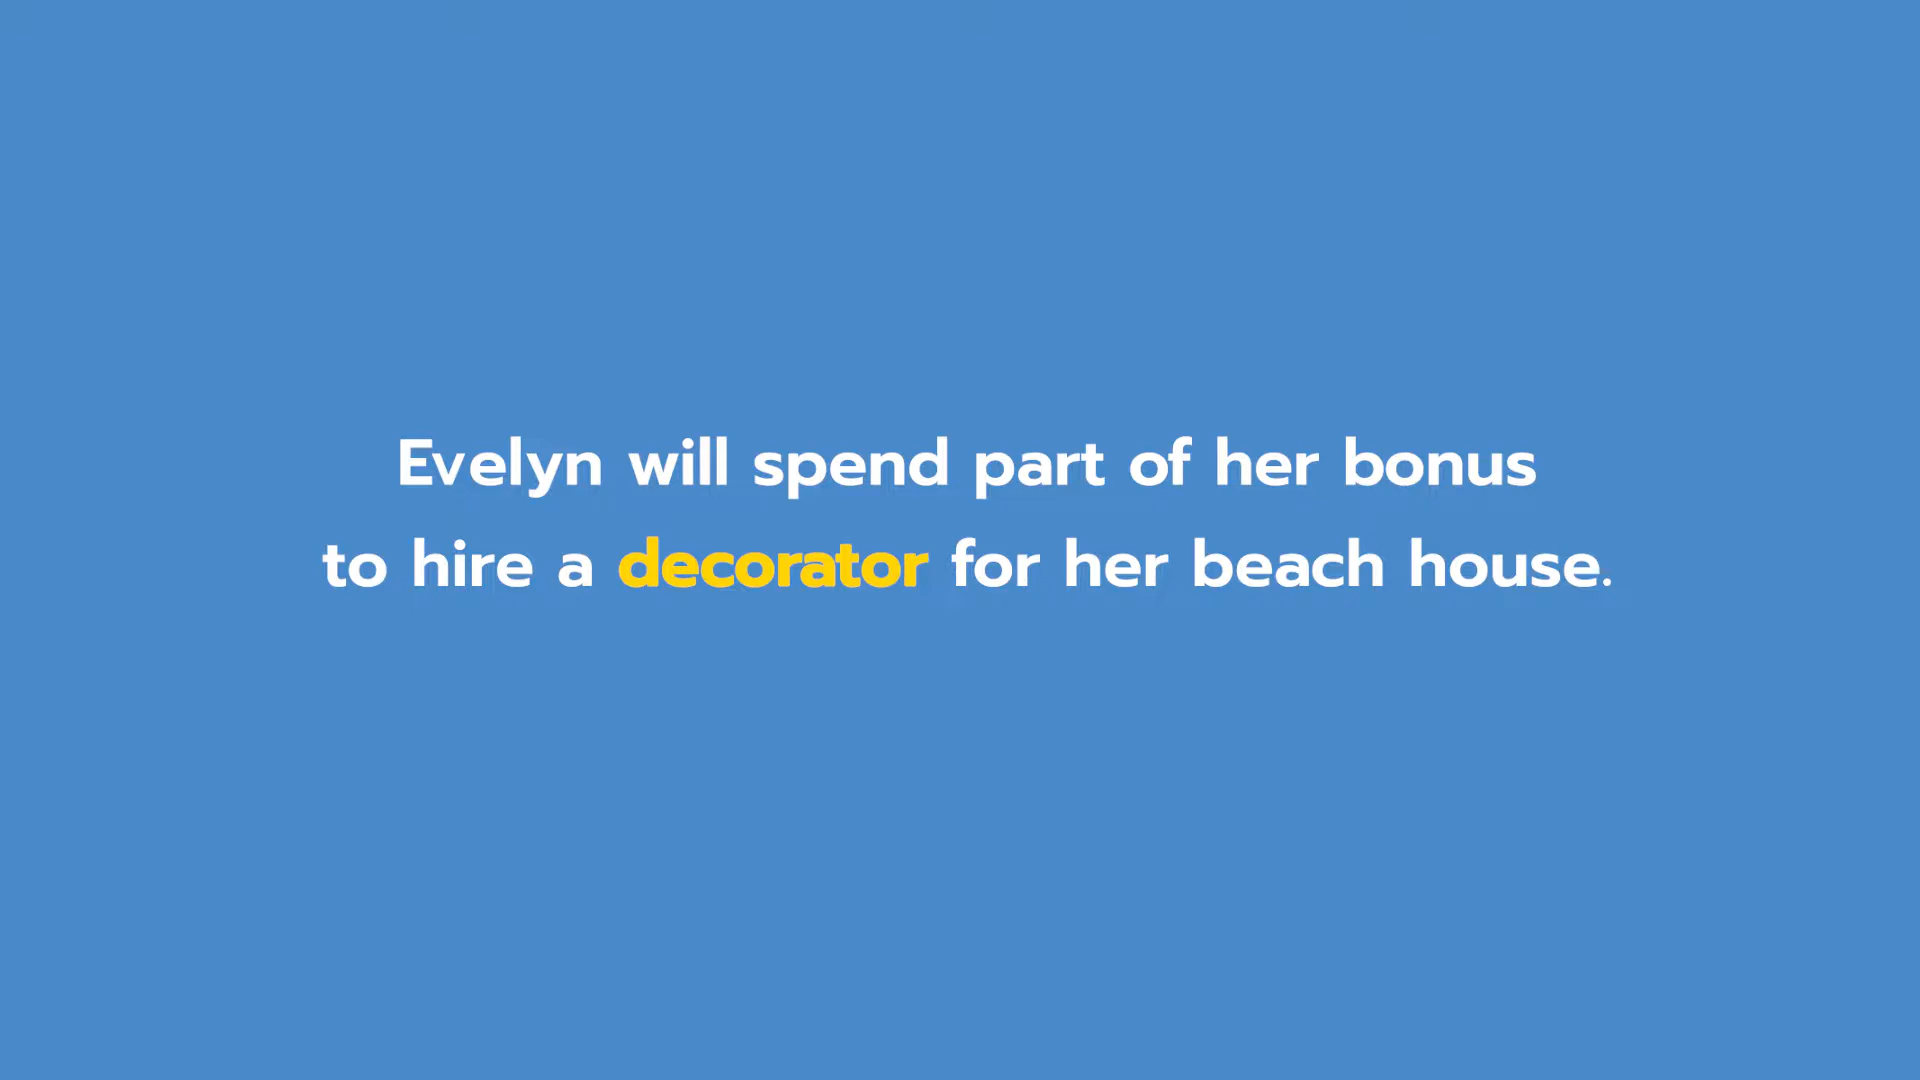 Evelyn will spend part of her bonus
to hire a decorator for her beach house.